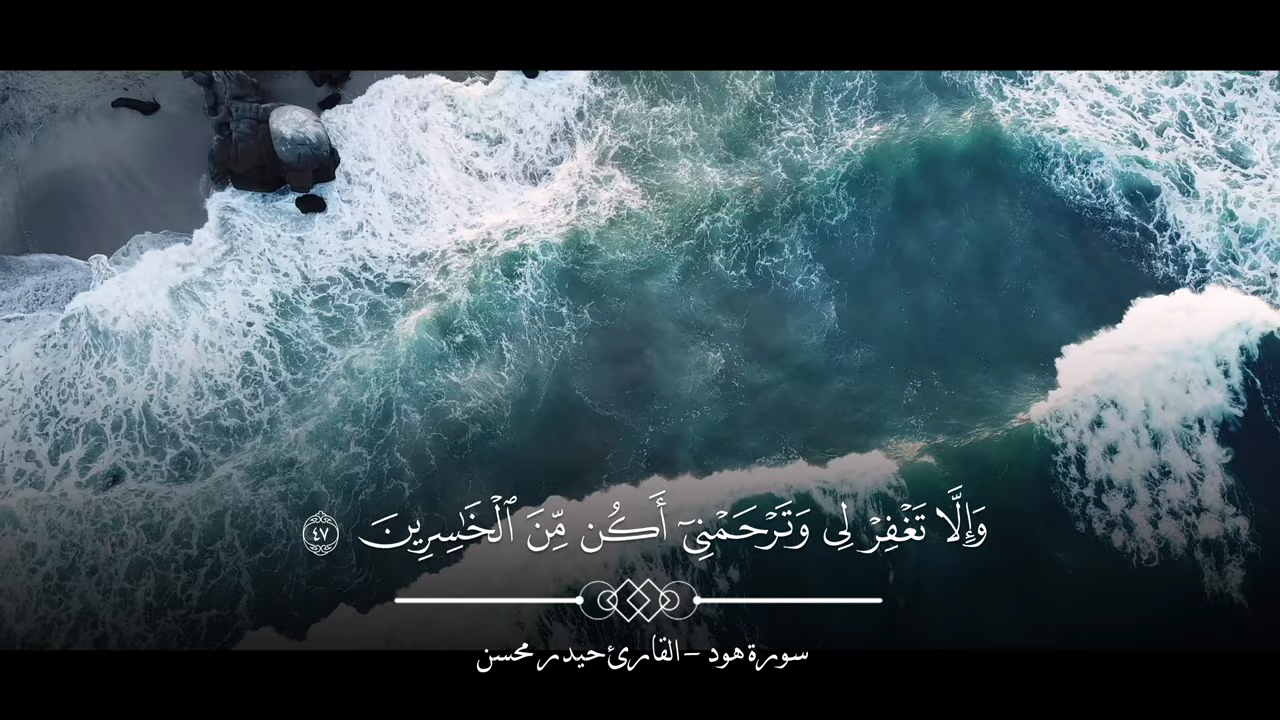 وَإِلَّا تَغْفِرْ لِى وَتَرْحَمْنِىٓ أَكُن مِّنَ ٱلْخَـٰسِرِينَ ٤٧
سورة هود – القارئ حيدر محسن